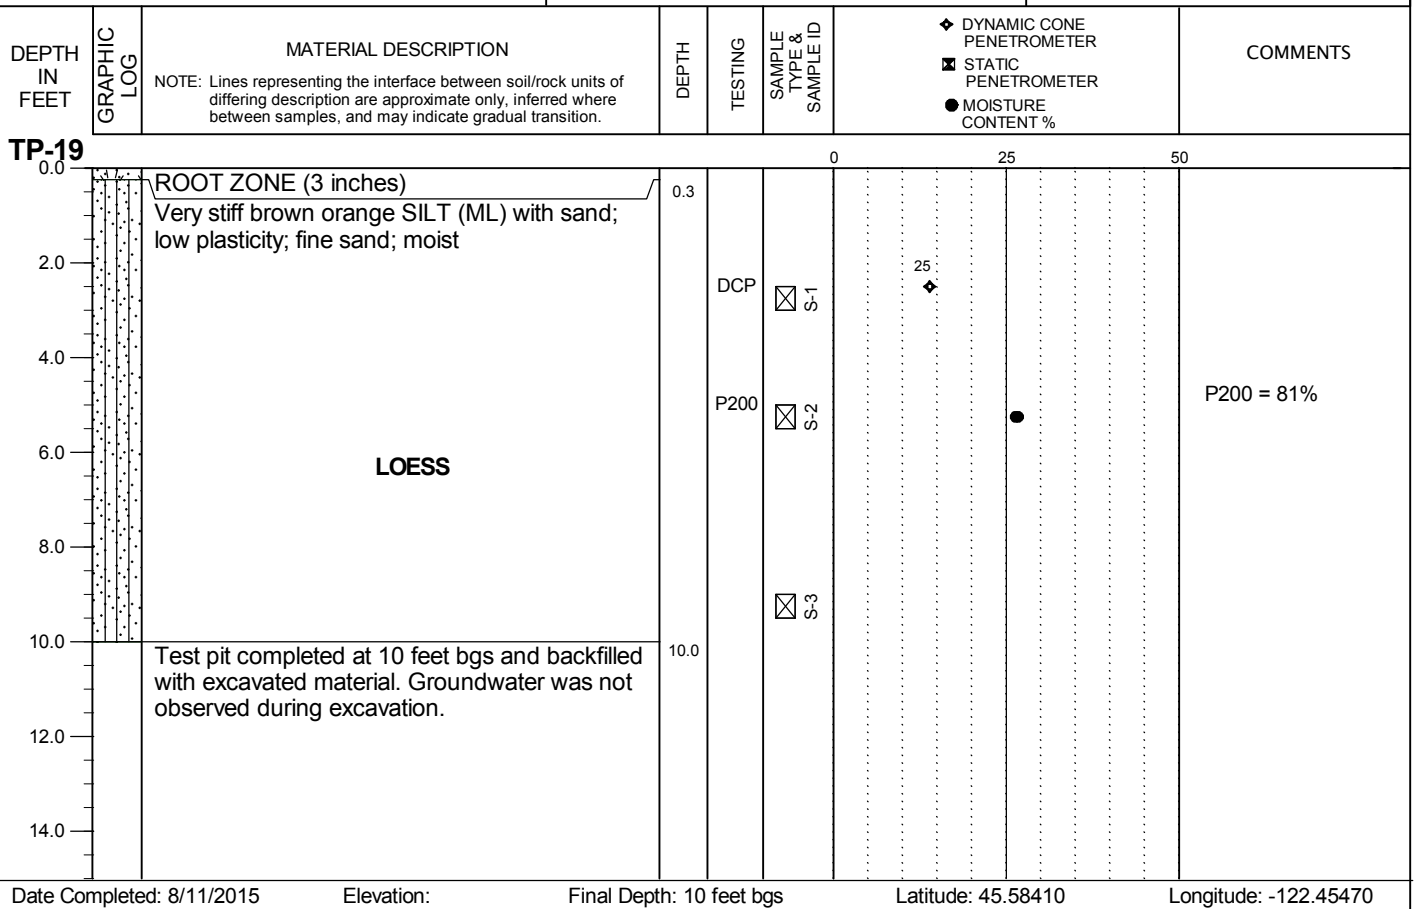 DEPTH
IN
FEET
GRAPHIC
LOG
MATERIAL DESCRIPTION
NOTE: Lines representing the interface between soil/rock units of
differing description are approximate only, inferred where
between samples, and may indicate gradual transition.
DEPTH
TESTING
SAMPLE
TYPE &
SAMPLE ID
DYNAMIC CONE
PENETROMETER
STATIC
PENETROMETER
MOISTURE
CONTENT %
COMMENTS
TP-19
0 25 50
0.0
ROOT ZONE (3 inches)
0.3
Very stiff brown orange SILT (ML) with sand;
low plasticity; fine sand; moist
2.0
25
DCP
S-1
4.0
P200
S-2
P200 = 81%
6.0
LOESS
8.0
S-3
10.0
10.0
Test pit completed at 10 feet bgs and backfilled
with excavated material. Groundwater was not
observed during excavation.
12.0
14.0
Date Completed: 8/11/2015 Elevation: Final Depth: 10 feet bgs Latitude: 45.58410 Longitude: -122.45470